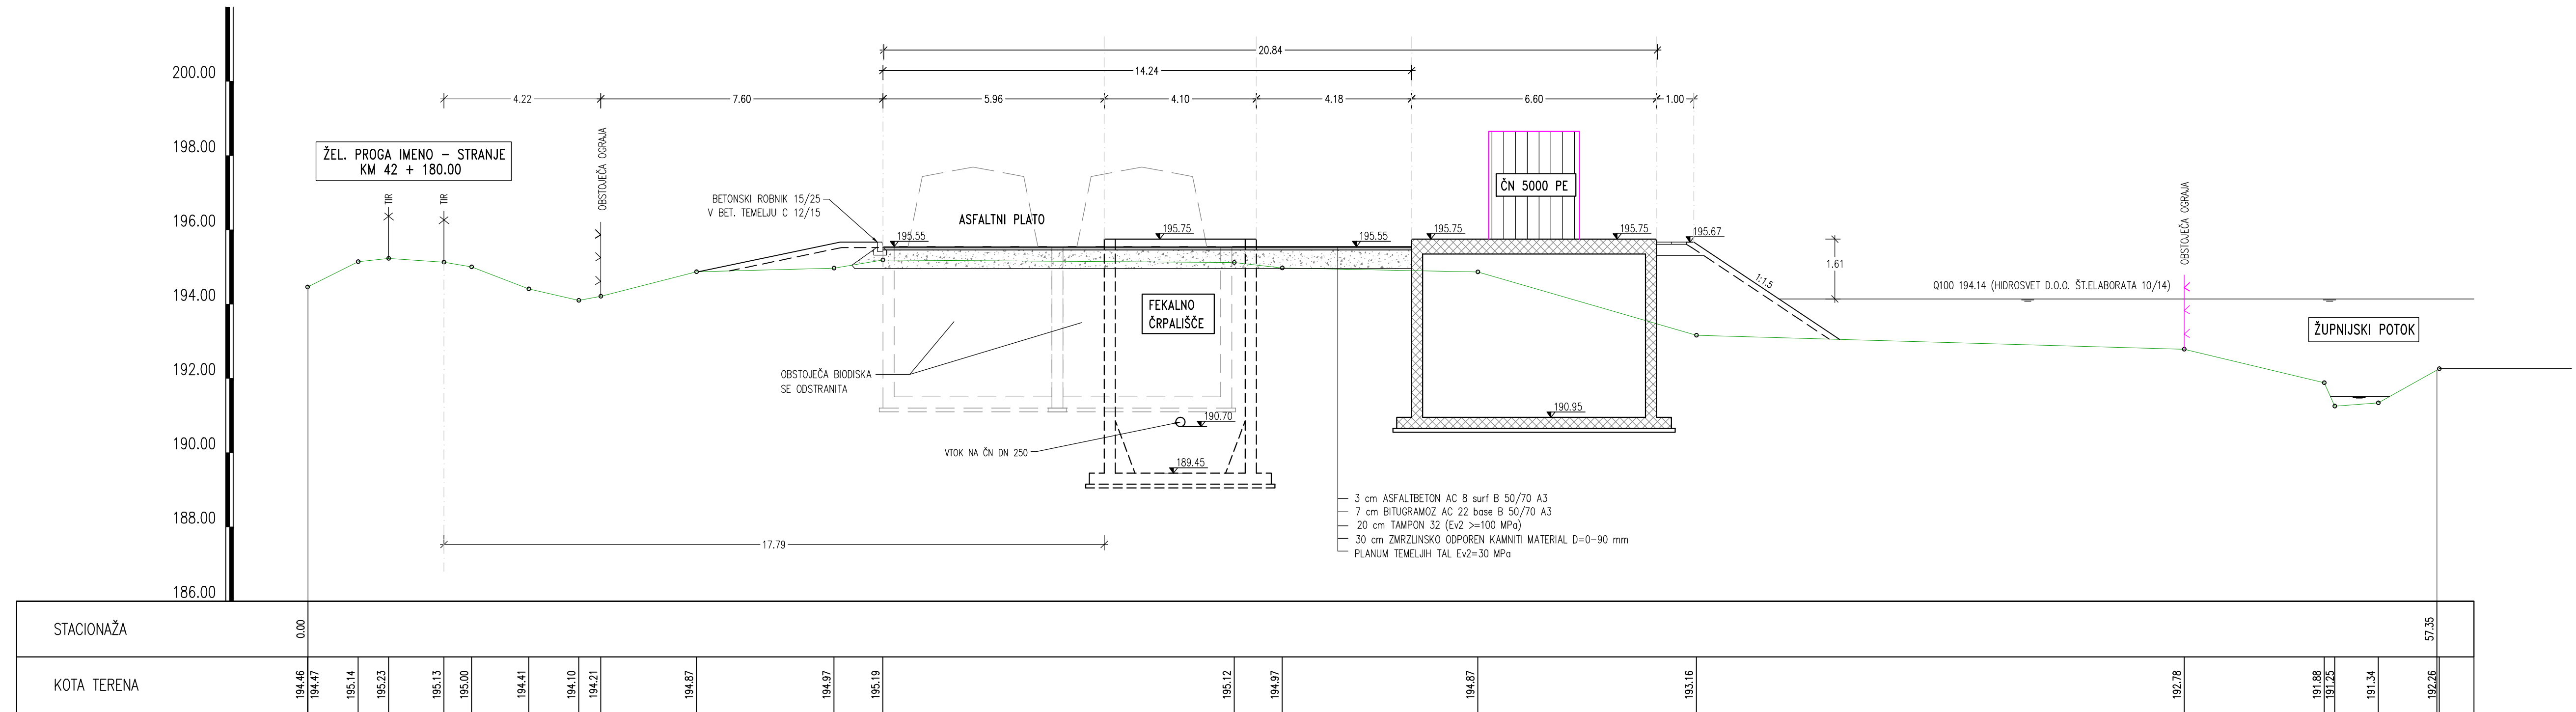 20.84
14.24
4.22
7.60
5.96
4.10
4.18
6.60
1.00
200.00
198.00
196.00
194.00
192.00
190.00
188.00
186.00
ŽEL. PROGA IMENO – STRANJE
KM 42 + 180.00
TIR
TIR
OBSTOJEČA OGRAJA
BETONSKI ROBNIK 15/25
V BET. TEMELJU C 12/15
ASFALTNI PLATO
195.55
195.75
195.55
195.75
ČN 5000 PE
195.75
195.67
1:1.5
1.61
Q100 194.14 (HIDROSVET D.O.O. ŠT.ELABORATA 10/14)
OBSTOJEČA OGRAJA
ŽUPNIJSKI POTOK
FEKALNO
ČRPALIŠČE
OBSTOJEČA BIODISKA
SE ODSTRANITA
190.70
190.95
VTOK NA ČN DN 250
189.45
3 cm ASFALTBETON AC 8 surf B 50/70 A3
7 cm BITUGRAMOZ AC 22 base B 50/70 A3
20 cm TAMPON 32 (Ev2 >=100 MPa)
30 cm ZMRZLINSKO ODPOREN KAMNITI MATERIAL D=0-90 mm
PLANUM TEMELJIH TAL Ev2=30 MPa
17.79
STACIONAŽA
0.00
57.35
KOTA TERENA
194.46
194.47
195.14
195.23
195.13
195.00
194.41
194.10
194.21
194.87
194.97
195.19
195.12
194.97
194.87
193.16
192.78
191.88
191.25
191.34
192.26